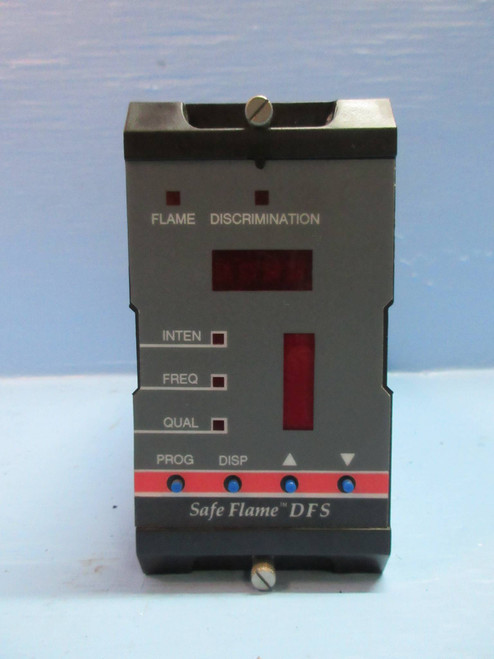 FLAME DISCRIMINATION
INTEN
FREQ
QUAL
PROG DISP ▲ ▼
Safe Flame™ DFS